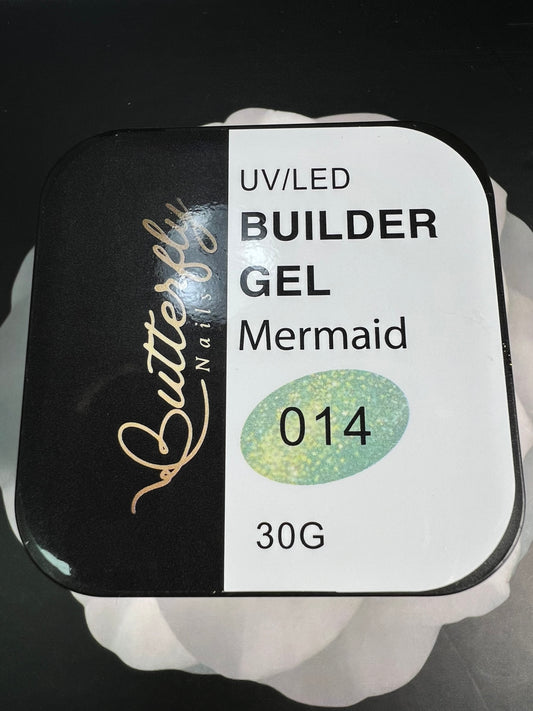 Butterfly
Nails
UV/LED
BUILDER
GEL
Mermaid
014
30G